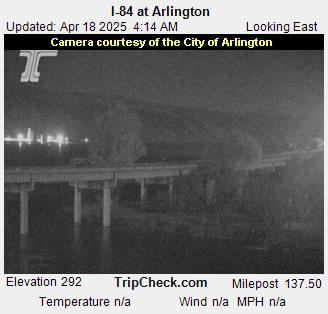 I-84 at Arlington
Updated: Apr 18 2025 4:14 AM Looking East
Camera courtesy of the City of Arlington
Elevation 292 TripCheck.com Milepost 137.50
Temperature n/a Wind n/a MPH n/a